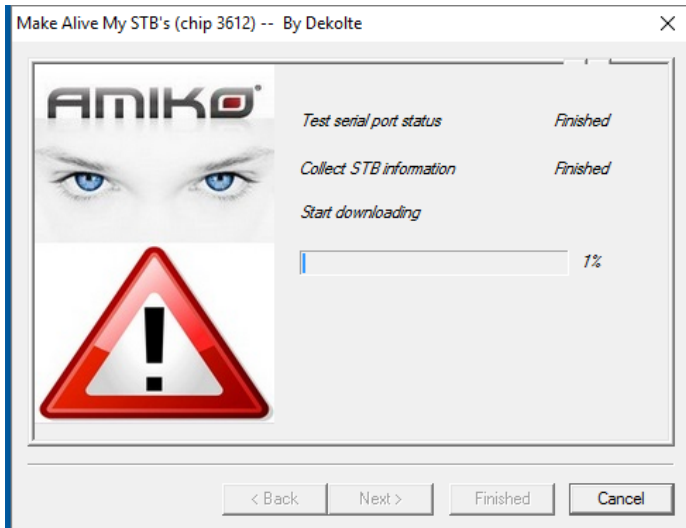 Make Alive My STB's (chip 3612) -- By Dekolte
AMIKO®
Test serial port status Finished
Collect STB information Finished
Start downloading
1%
< Back Next > Finished Cancel